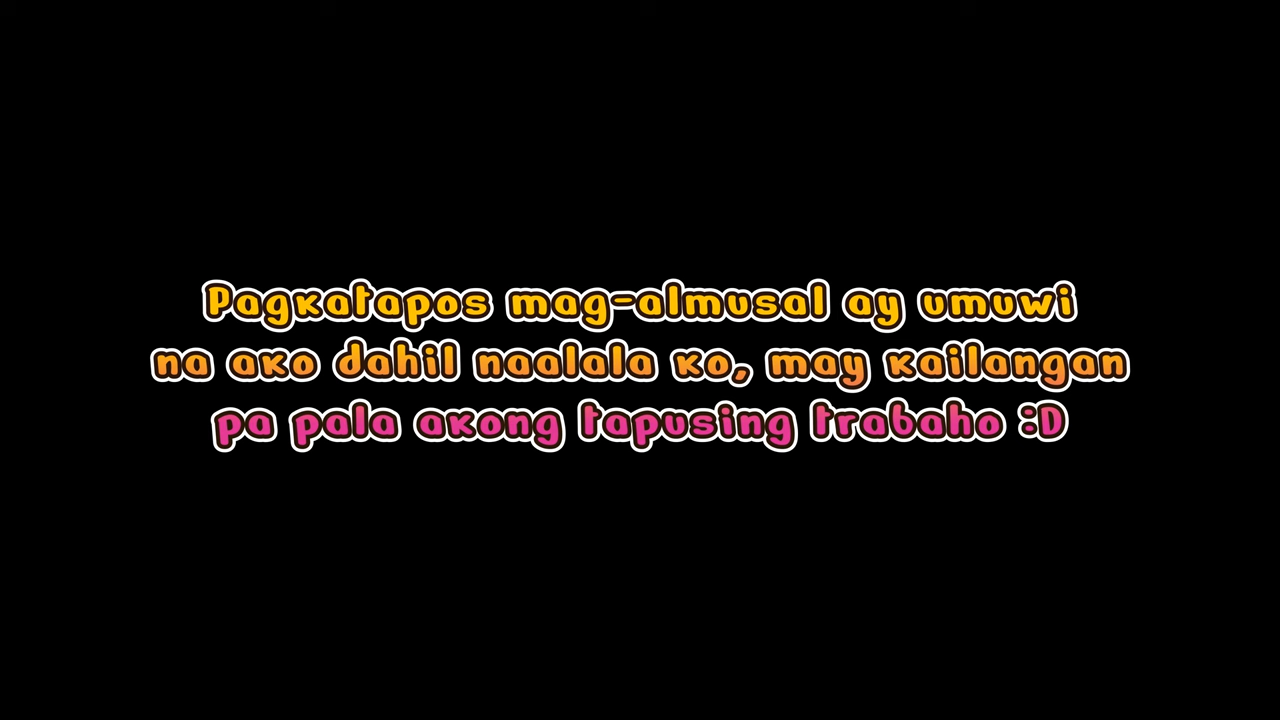 Pagkatapos mag-almusal ay umuwi
na ako dahil naalala ko, may kailangan
pa pala akong tapusing trabaho :D